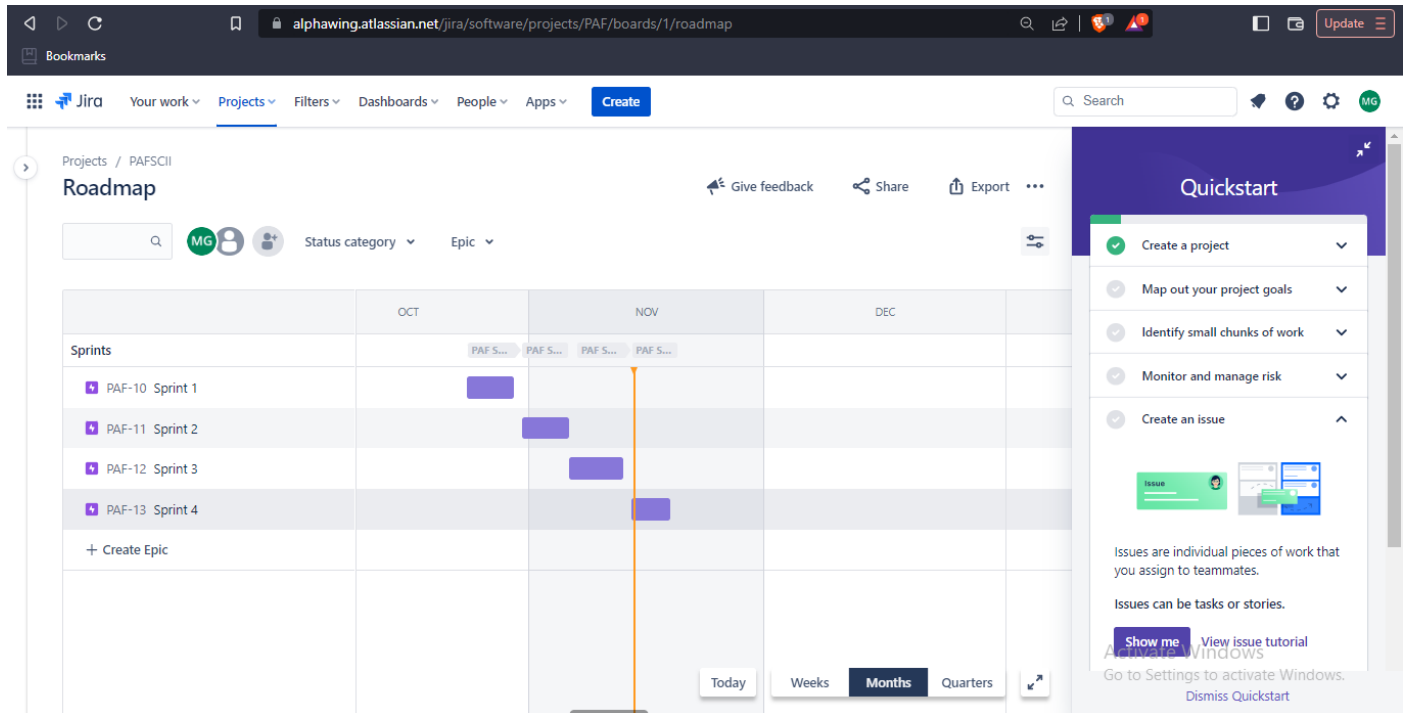 alphawing.atlassian.net/jira/software/projects/PAF/boards/1/roadmap
1
1
Update
Bookmarks
Jira Your work Projects Filters Dashboards People Apps Create Search MG
Projects / PAFSCII
Roadmap
Give feedback Share Export
MG Status category Epic
OCT NOV DEC
Sprints PAF S... PAF S... PAF S... PAF S...
PAF-10 Sprint 1
PAF-11 Sprint 2
PAF-12 Sprint 3
PAF-13 Sprint 4
+ Create Epic
Today Weeks Months Quarters
Quickstart
Create a project
Map out your project goals
Identify small chunks of work
Monitor and manage risk
Create an issue
Issue
Issues are individual pieces of work that
you assign to teammates.
Issues can be tasks or stories.
Show me View issue tutorial
Activate Windows
Go to Settings to activate Windows.
Dismiss Quickstart